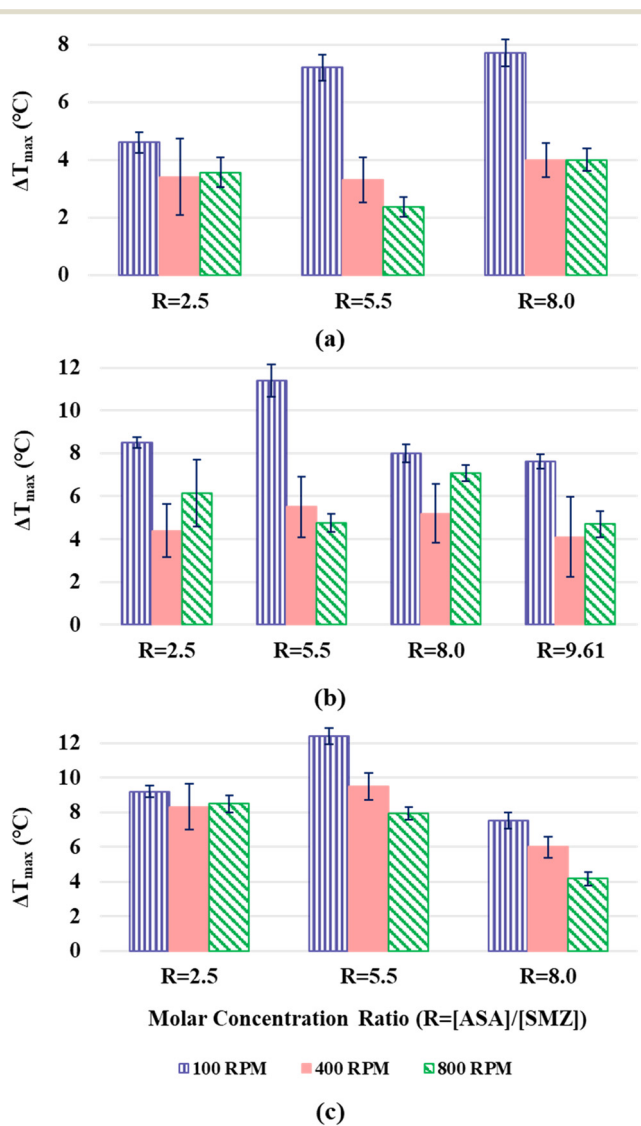 8
6
4
2
0
ΔTmax (°C)
R=2.5 R=5.5 R=8.0
(a)
12
10
8
6
4
2
0
ΔTmax (°C)
R=2.5 R=5.5 R=8.0 R=9.61
(b)
12
10
8
6
4
2
0
ΔTmax (°C)
R=2.5 R=5.5 R=8.0
Molar Concentration Ratio (R=[ASA]/[SMZ])
100 RPM 400 RPM 800 RPM
(c)